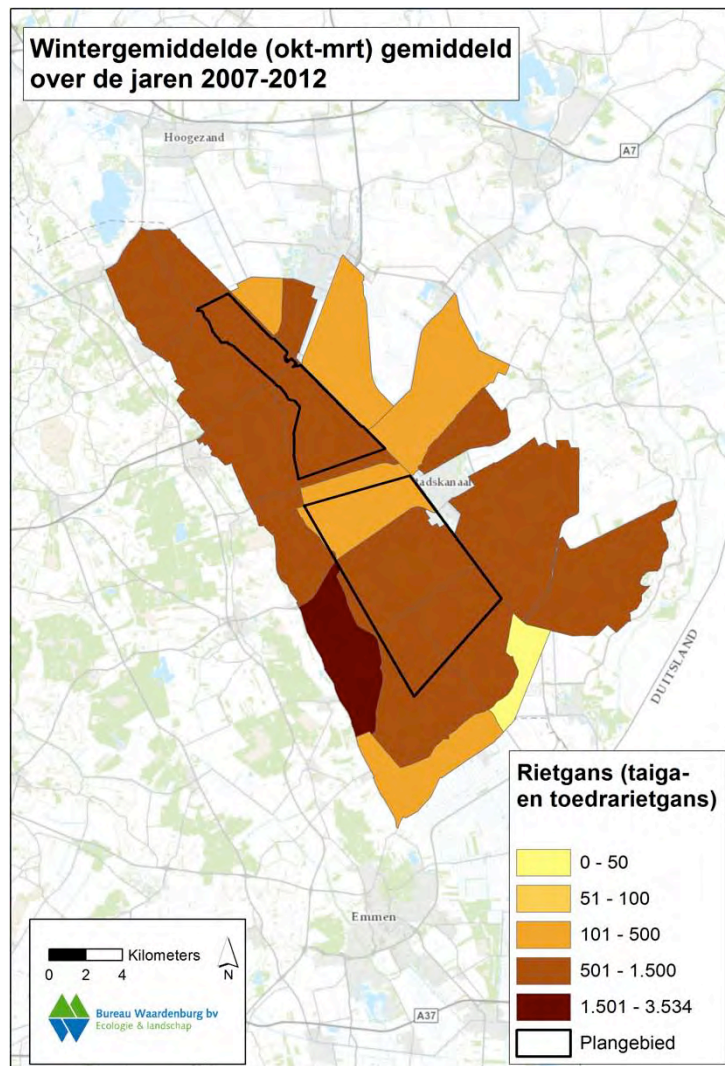 Wintergemiddelde (okt-mrt) gemiddeld
over de jaren 2007-2012
Hoogezand
A7
adskanaal
DUITSLAND
Rietgans (taiga-
en toedrarietgans)
0 - 50
51 - 100
101 - 500
501 - 1.500
1.501 - 3.534
Plangebied
Emmen
Kilometers
0 2 4
N
Bureau Waardenburg bv
Ecologie & landschap
A37